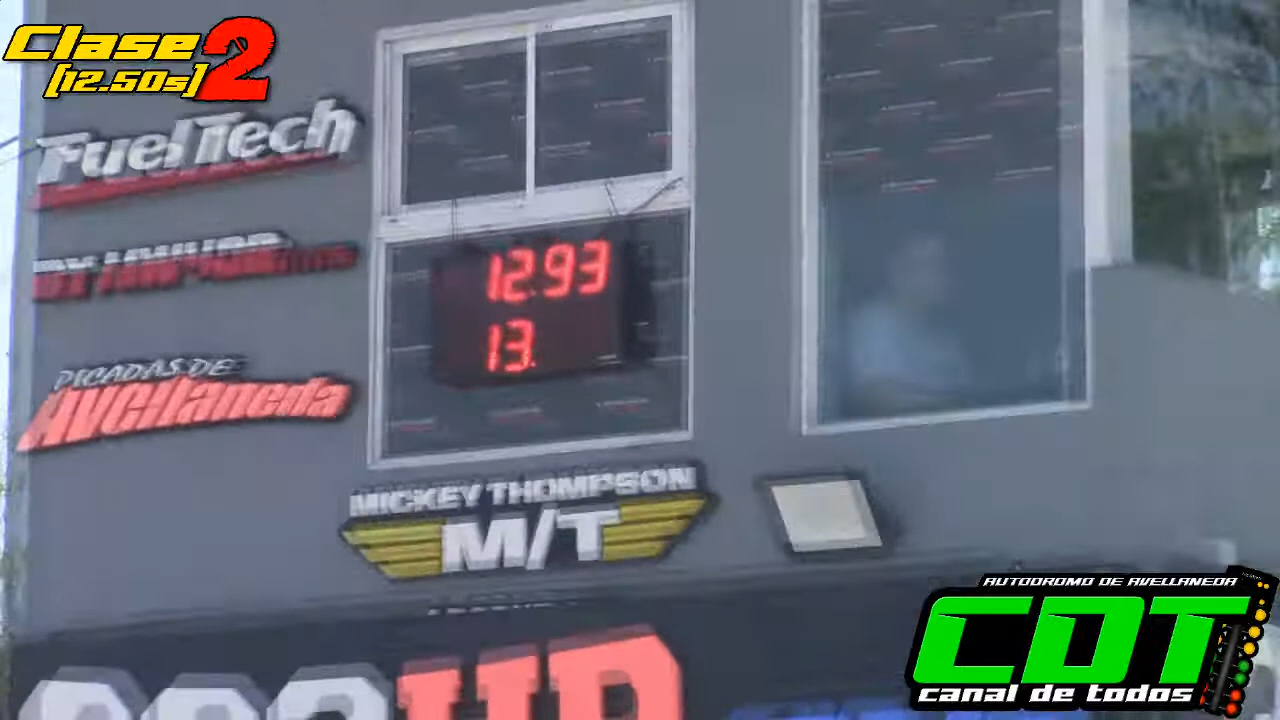 Clase 2
[12.50s]
FuelTech
PICADAS DE
Avellaneda
12.93
13.
MICKEY THOMPSON
M/T
HP
AUTODROMO DE AVELLANEDA
CDT
canal de todos